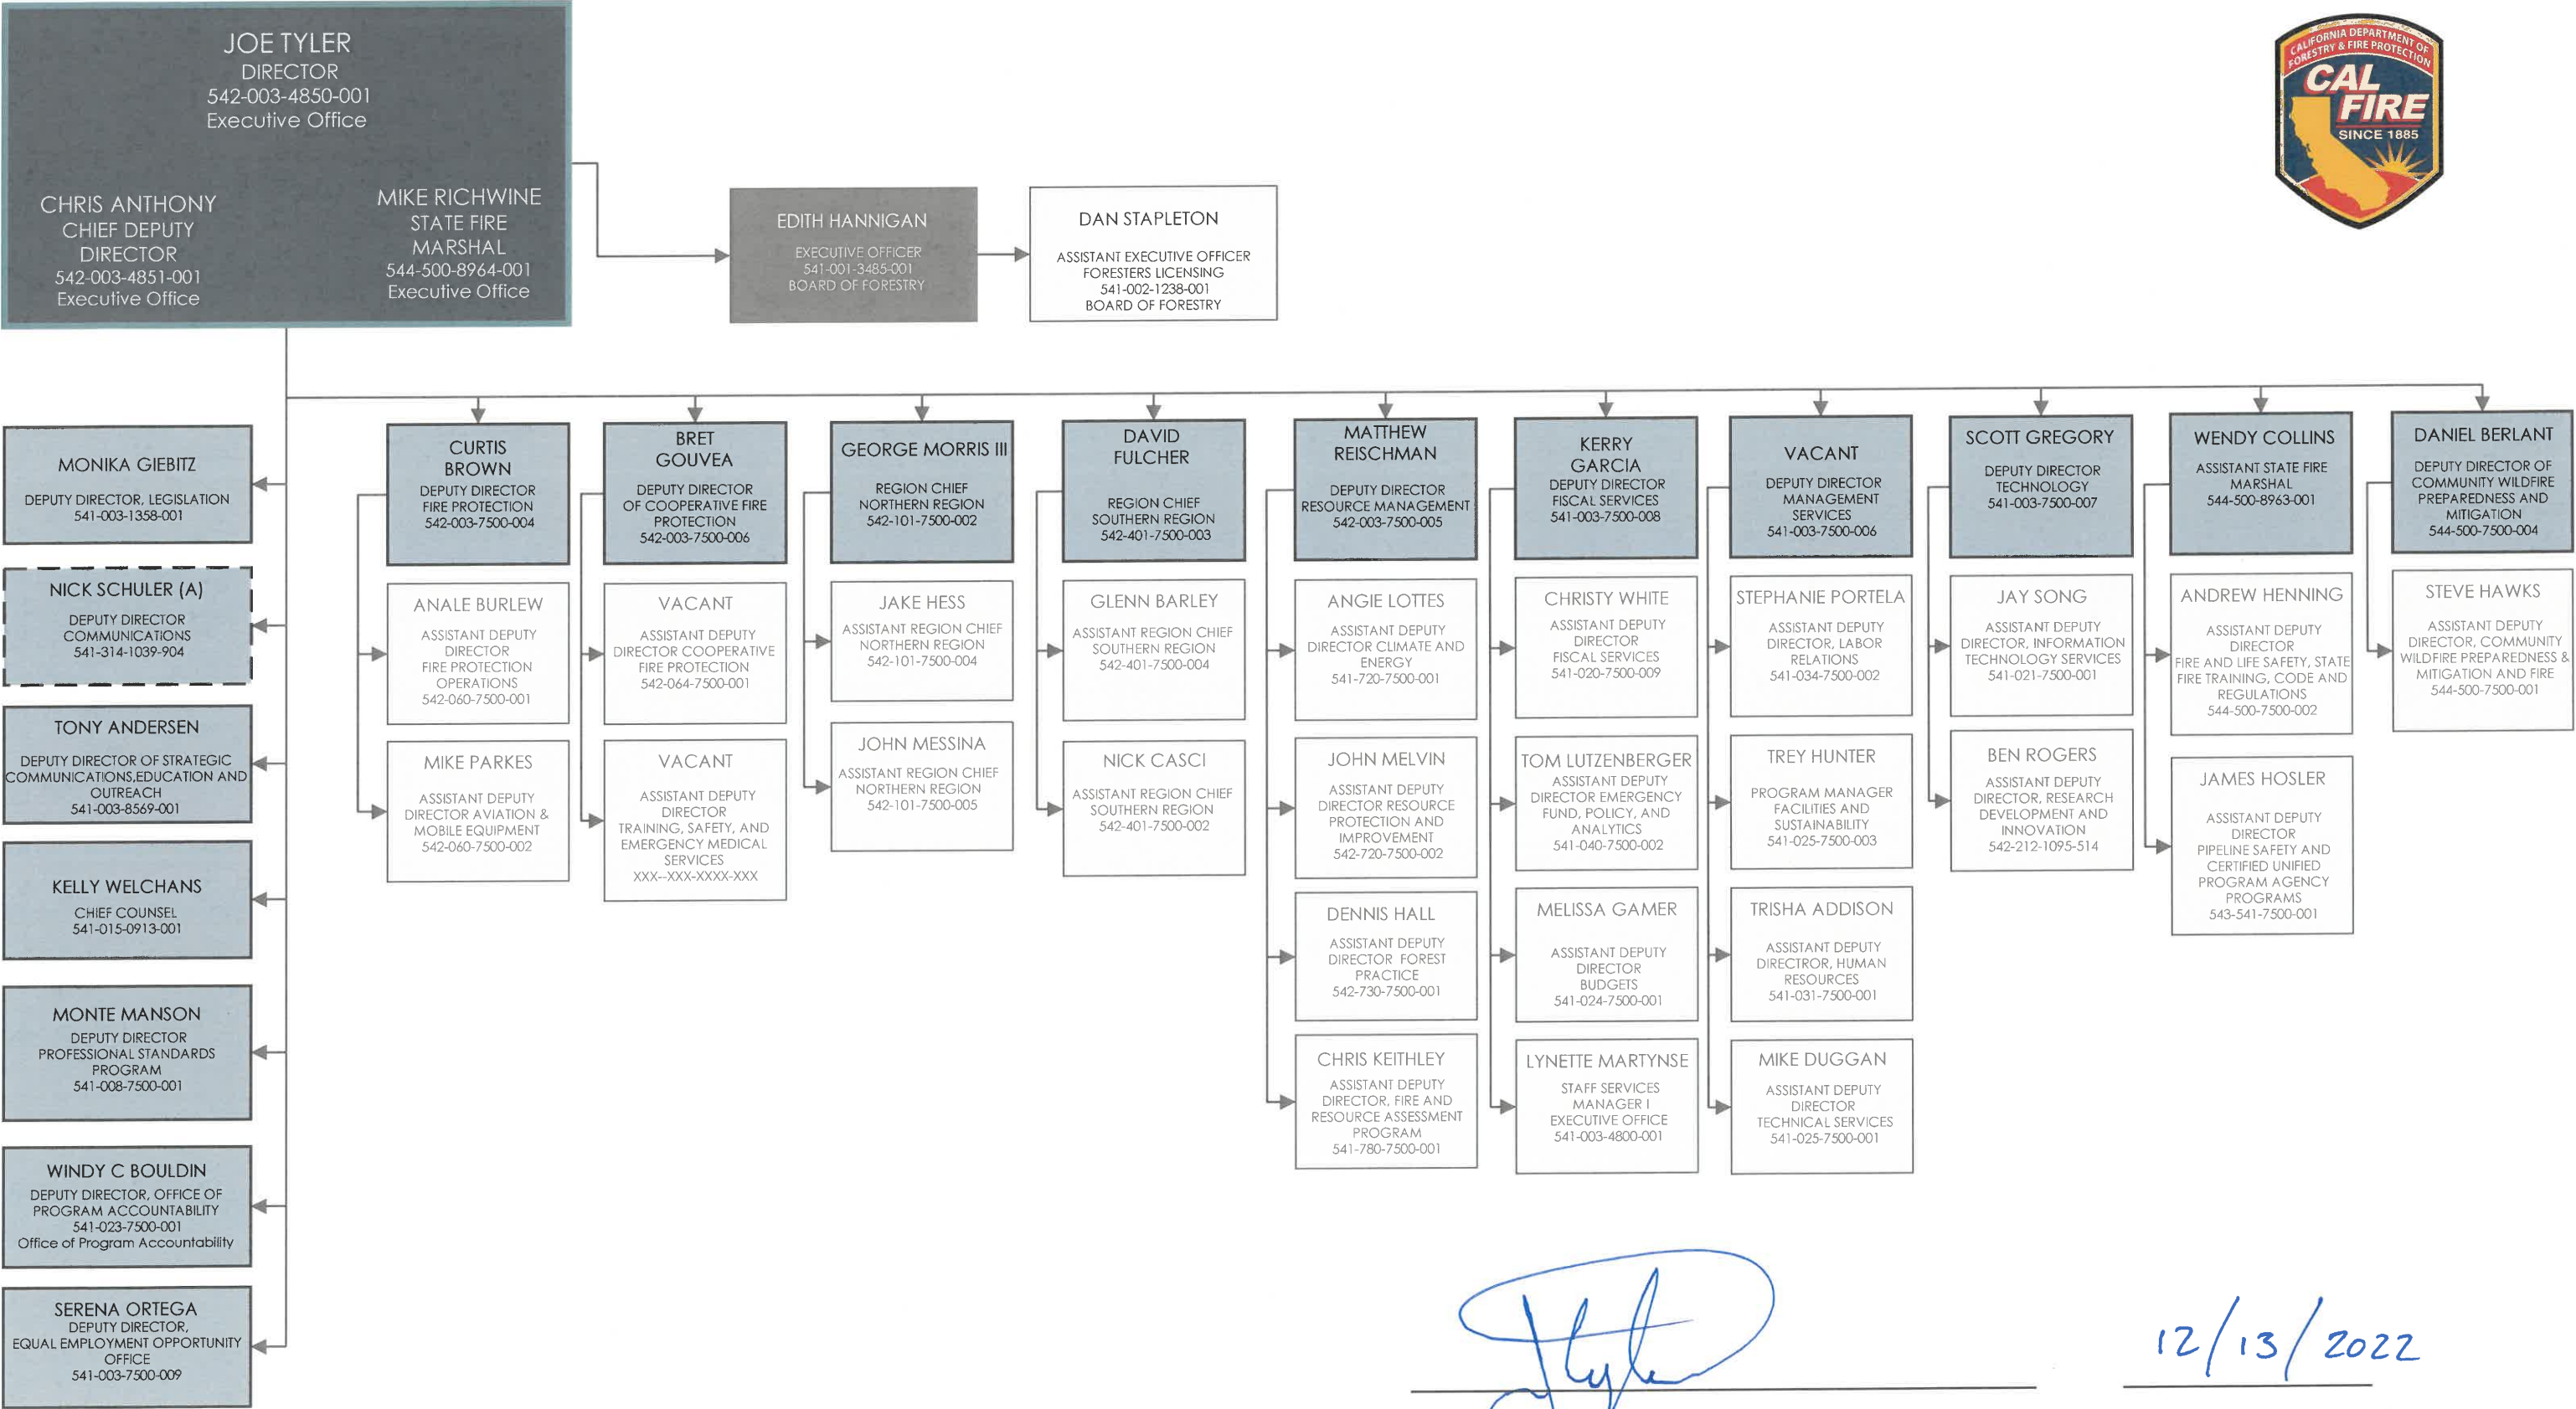 JOE TYLER
DIRECTOR
542-003-4850-001
Executive Office
CHRIS ANTHONY
CHIEF DEPUTY
DIRECTOR
542-003-4851-001
Executive Office
MIKE RICHWINE
STATE FIRE
MARSHAL
544-500-8964-001
Executive Office
EDITH HANNIGAN
EXECUTIVE OFFICER
541-001-3485-001
BOARD OF FORESTRY
DAN STAPLETON
ASSISTANT EXECUTIVE OFFICER
FORESTERS LICENSING
541-002-1238-001
BOARD OF FORESTRY
CALIFORNIA DEPARTMENT OF
FORESTRY & FIRE PROTECTION
CAL
FIRE
SINCE 1885
MONIKA GIEBITZ
DEPUTY DIRECTOR, LEGISLATION
541-003-1358-001
NICK SCHULER (A)
DEPUTY DIRECTOR
COMMUNICATIONS
541-314-1039-904
TONY ANDERSEN
DEPUTY DIRECTOR OF STRATEGIC
COMMUNICATIONS,EDUCATION AND
OUTREACH
541-003-8569-001
KELLY WELCHANS
CHIEF COUNSEL
541-015-0913-001
MONTE MANSON
DEPUTY DIRECTOR
PROFESSIONAL STANDARDS
PROGRAM
541-008-7500-001
WINDY C BOULDIN
DEPUTY DIRECTOR, OFFICE OF
PROGRAM ACCOUNTABILITY
541-023-7500-001
Office of Program Accountability
SERENA ORTEGA
DEPUTY DIRECTOR,
EQUAL EMPLOYMENT OPPORTUNITY
OFFICE
541-003-7500-009
CURTIS
BROWN
DEPUTY DIRECTOR
FIRE PROTECTION
542-003-7500-004
ANALE BURLEW
ASSISTANT DEPUTY
DIRECTOR
FIRE PROTECTION
OPERATIONS
542-060-7500-001
MIKE PARKES
ASSISTANT DEPUTY
DIRECTOR AVIATION &
MOBILE EQUIPMENT
542-060-7500-002
BRET
GOUVEA
DEPUTY DIRECTOR
OF COOPERATIVE FIRE
PROTECTION
542-003-7500-006
VACANT
ASSISTANT DEPUTY
DIRECTOR COOPERATIVE
FIRE PROTECTION
542-064-7500-001
VACANT
ASSISTANT DEPUTY
DIRECTOR
TRAINING, SAFETY, AND
EMERGENCY MEDICAL
SERVICES
XXX--XXX-XXXX-XXX
GEORGE MORRIS III
REGION CHIEF
NORTHERN REGION
542-101-7500-002
JAKE HESS
ASSISTANT REGION CHIEF
NORTHERN REGION
542-101-7500-004
JOHN MESSINA
ASSISTANT REGION CHIEF
NORTHERN REGION
542-101-7500-005
DAVID
FULCHER
REGION CHIEF
SOUTHERN REGION
542-401-7500-003
GLENN BARLEY
ASSISTANT REGION CHIEF
SOUTHERN REGION
542-401-7500-004
NICK CASCI
ASSISTANT REGION CHIEF
SOUTHERN REGION
542-401-7500-002
MATTHEW
REISCHMAN
DEPUTY DIRECTOR
RESOURCE MANAGEMENT
542-003-7500-005
ANGIE LOTTES
ASSISTANT DEPUTY
DIRECTOR CLIMATE AND
ENERGY
541-720-7500-001
JOHN MELVIN
ASSISTANT DEPUTY
DIRECTOR RESOURCE
PROTECTION AND
IMPROVEMENT
542-720-7500-002
DENNIS HALL
ASSISTANT DEPUTY
DIRECTOR FOREST
PRACTICE
542-730-7500-001
CHRIS KEITHLEY
ASSISTANT DEPUTY
DIRECTOR, FIRE AND
RESOURCE ASSESSMENT
PROGRAM
541-780-7500-001
KERRY
GARCIA
DEPUTY DIRECTOR
FISCAL SERVICES
541-003-7500-008
CHRISTY WHITE
ASSISTANT DEPUTY
DIRECTOR
FISCAL SERVICES
541-020-7500-009
TOM LUTZENBERGER
ASSISTANT DEPUTY
DIRECTOR EMERGENCY
FUND, POLICY, AND
ANALYTICS
541-040-7500-002
MELISSA GAMER
ASSISTANT DEPUTY
DIRECTOR
BUDGETS
541-024-7500-001
LYNETTE MARTYNSE
STAFF SERVICES
MANAGER I
EXECUTIVE OFFICE
541-003-4800-001
VACANT
DEPUTY DIRECTOR
MANAGEMENT
SERVICES
541-003-7500-006
STEPHANIE PORTELA
ASSISTANT DEPUTY
DIRECTOR, LABOR
RELATIONS
541-034-7500-002
TREY HUNTER
PROGRAM MANAGER
FACILITIES AND
SUSTAINABILITY
541-025-7500-003
TRISHA ADDISON
ASSISTANT DEPUTY
DIRECTROR, HUMAN
RESOURCES
541-031-7500-001
MIKE DUGGAN
ASSISTANT DEPUTY
DIRECTOR
TECHNICAL SERVICES
541-025-7500-001
SCOTT GREGORY
DEPUTY DIRECTOR
TECHNOLOGY
541-003-7500-007
JAY SONG
ASSISTANT DEPUTY
DIRECTOR, INFORMATION
TECHNOLOGY SERVICES
541-021-7500-001
BEN ROGERS
ASSISTANT DEPUTY
DIRECTOR, RESEARCH
DEVELOPMENT AND
INNOVATION
542-212-1095-514
WENDY COLLINS
ASSISTANT STATE FIRE
MARSHAL
544-500-8963-001
ANDREW HENNING
ASSISTANT DEPUTY
DIRECTOR
FIRE AND LIFE SAFETY, STATE
FIRE TRAINING, CODE AND
REGULATIONS
544-500-7500-002
JAMES HOSLER
ASSISTANT DEPUTY
DIRECTOR
PIPELINE SAFETY AND
CERTIFIED UNIFIED
PROGRAM AGENCY
PROGRAMS
543-541-7500-001
DANIEL BERLANT
DEPUTY DIRECTOR OF
COMMUNITY WILDFIRE
PREPAREDNESS AND
MITIGATION
544-500-7500-004
STEVE HAWKS
ASSISTANT DEPUTY
DIRECTOR, COMMUNITY
WILDFIRE PREPAREDNESS &
MITIGATION AND FIRE
544-500-7500-001
12/13/2022